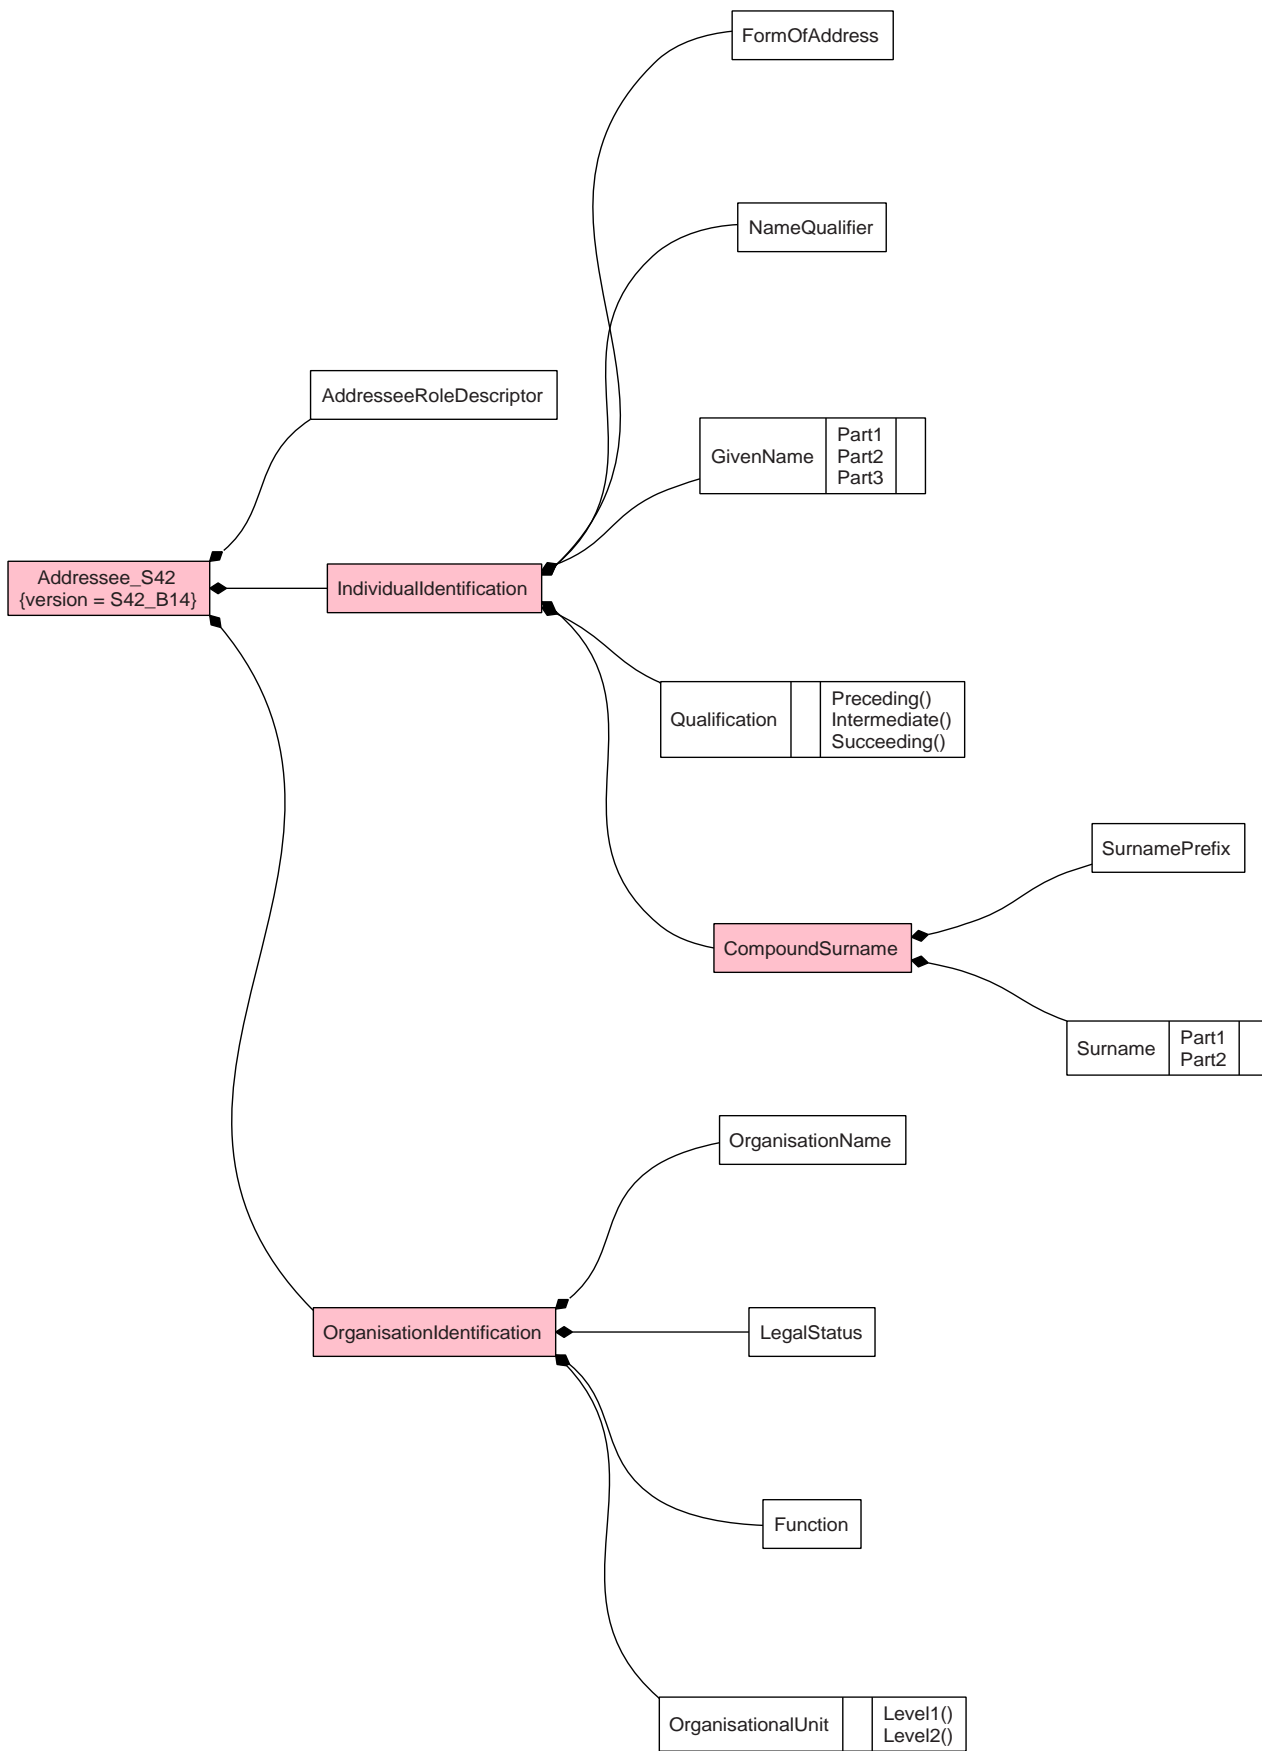 FormOfAddress
NameQualifier
AddresseeRoleDescriptor
GivenName
Part1
Part2
Part3
Addressee_S42
{version = S42_B14}
IndividualIdentification
Qualification
Preceding()
Intermediate()
Succeeding()
SurnamePrefix
CompoundSurname
Surname
Part1
Part2
OrganisationName
OrganisationIdentification
LegalStatus
Function
OrganisationalUnit
Level1()
Level2()